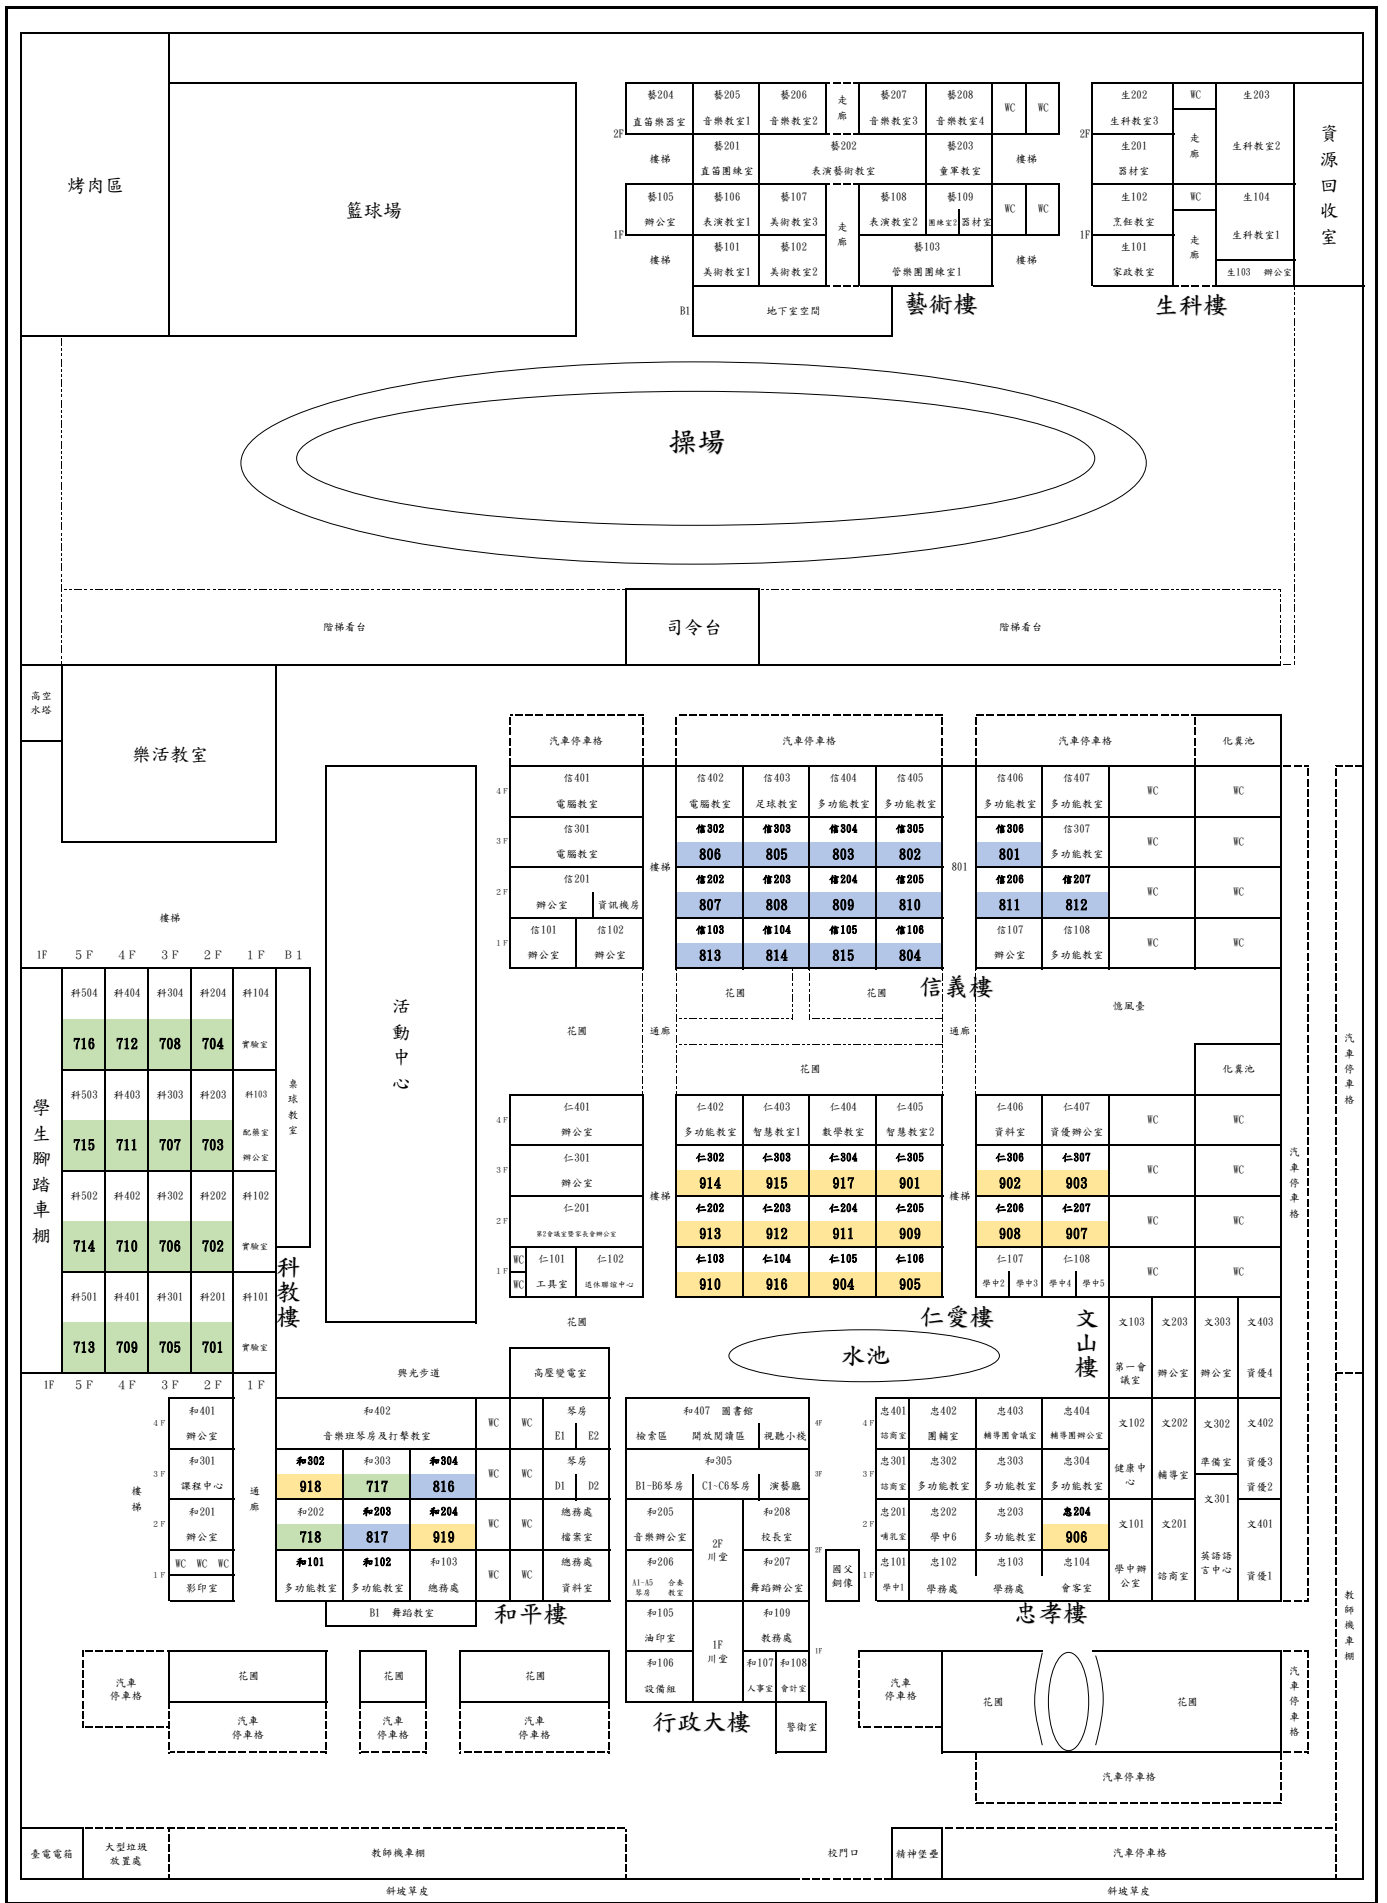 藝204
藝205
藝206
走廊
藝207
藝208
WC
WC
直笛樂器室
音樂教室1
音樂教室2
音樂教室3
音樂教室4
2F
樓梯
藝201
藝202
藝203
樓梯
直笛團練室
表演藝術教室
童軍教室
藝105
藝106
藝107
走廊
藝108
藝109
WC
WC
辦公室
表演教室1
美術教室3
表演教室2
團練室2
器材室
1F
樓梯
藝101
藝102
藝103
樓梯
美術教室1
美術教室2
管樂團團練室1
B1
地下室空間
藝術樓
生202
WC
生203
生科教室3
2F
走廊
生科教室2
生201
器材室
生102
WC
生104
烹飪教室
1F
走廊
生科教室1
生101
家政教室
生103 辦公室
生科樓
資源回收室
烤肉區
籃球場
操場
階梯看台
司令台
階梯看台
高空
水塔
樂活教室
汽車停車格
汽車停車格
汽車停車格
化糞池
4F
信401
信402
信403
信404
信405
信406
信407
WC
WC
電腦教室
電腦教室
足球教室
多功能教室
多功能教室
多功能教室
多功能教室
3F
信301
信302
信303
信304
信305
信306
信307
WC
WC
電腦教室
806
805
803
802
801
多功能教室
樓梯
801
2F
信201
信202
信203
信204
信205
信206
信207
WC
WC
辦公室
資訊機房
807
808
809
810
811
812
1F
信101
信102
信103
信104
信105
信106
信107
信108
WC
WC
辦公室
辦公室
813
814
815
804
辦公室
多功能教室
信義樓
花園
花園
憶風臺
花園
通廊
通廊
花園
化糞池
活動中心
汽車停車格
汽車停車格
樓梯
1F
5F
4F
3F
2F
1F
B1
科504
科404
科304
科204
科104
716
712
708
704
實驗室
科503
科403
科303
科203
科103
715
711
707
703
配藥室
辦公室
桌球教室
科502
科402
科302
科202
科102
714
710
706
702
實驗室
科501
科401
科301
科201
科101
713
709
705
701
實驗室
學生腳踏車棚
科教樓
1F
5F
4F
3F
2F
1F
4F
仁401
仁402
仁403
仁404
仁405
仁406
仁407
WC
WC
辦公室
多功能教室
智慧教室1
數學教室
智慧教室2
資料室
資優辦公室
3F
仁301
仁302
仁303
仁304
仁305
仁306
仁307
WC
WC
辦公室
914
915
917
901
902
903
樓梯
樓梯
2F
仁201
仁202
仁203
仁204
仁205
仁206
仁207
WC
WC
第2會議室暨家長會辦公室
913
912
911
909
908
907
1F
WC
仁101
仁102
仁103
仁104
仁105
仁106
仁107
仁108
WC
WC
WC
工具室
退休聯誼中心
910
916
904
905
學中2
學中3
學中4
學中5
花園
仁愛樓
水池
文山樓
興光步道
高壓變電室
文103
文203
文303
文403
第一會議室
辦公室
辦公室
資優4
文102
文202
文302
文402
健康中心
輔導室
準備室
資優3
資優2
文301
文101
文201
文401
學中辦公室
諮商室
英語語言中心
資優1
4F
和401
和402
WC
WC
琴房
辦公室
音樂班琴房及打擊教室
E1
E2
3F
和301
和302
和303
和304
WC
WC
琴房
課程中心
918
717
816
D1
D2
樓梯
通廊
2F
和201
和202
和203
和204
WC
WC
總務處
辦公室
718
817
919
檔案室
1F
WC
WC
WC
和101
和102
和103
WC
WC
總務處
影印室
多功能教室
多功能教室
總務處
資料室
B1 舞蹈教室
和平樓
和407 圖書館
4F
檢索區
開放閱讀區
視聽小棧
和305
3F
B1-B6琴房
C1~C6琴房
演藝廳
和205
2F
川堂
和208
音樂辦公室
校長室
2F
和206
和207
A1-A5
琴房
合奏
教室
舞蹈辦公室
和105
1F
川堂
和109
油印室
教務處
1F
和106
和107
和108
設備組
人事室
會計室
行政大樓
警衛室
國父
銅像
4F
忠401
忠402
忠403
忠404
諮商室
團輔室
輔導團會議室
輔導團辦公室
3F
忠301
忠302
忠303
忠304
諮商室
多功能教室
多功能教室
多功能教室
2F
忠201
忠202
忠203
忠204
哺乳室
學中6
多功能教室
906
1F
忠101
忠102
忠103
忠104
學中1
學務處
學務處
會客室
忠孝樓
教師機車棚
汽車
停車格
花園
花園
花園
汽車
停車格
汽車
停車格
汽車
停車格
汽車
停車格
花園
花園
汽車停車格
汽車停車格
臺電電箱
大型垃圾
放置處
教師機車棚
校門口
精神堡壘
汽車停車格
斜坡草皮
斜坡草皮